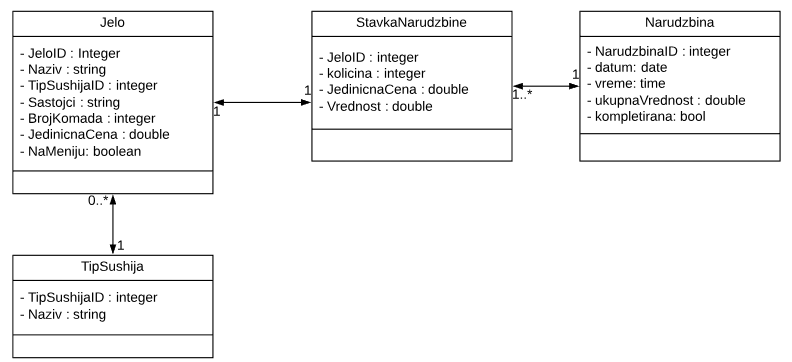 Jelo
- JeloID : Integer
- Naziv : string
- TipSushijaID : integer
- Sastojci : string
- BrojKomada : integer
- JedinicnaCena : double
- NaMeniju: boolean
StavkaNarudzbine
- JeloID : integer
- kolicina : integer
- JedinicnaCena : double
- Vrednost : double
Narudzbina
- NarudzbinaID : integer
- datum: date
- vreme: time
- ukupnaVrednost : double
- kompletirana: bool
1
1
1..*
1
0..*
1
TipSushija
- TipSushijaID : integer
- Naziv : string